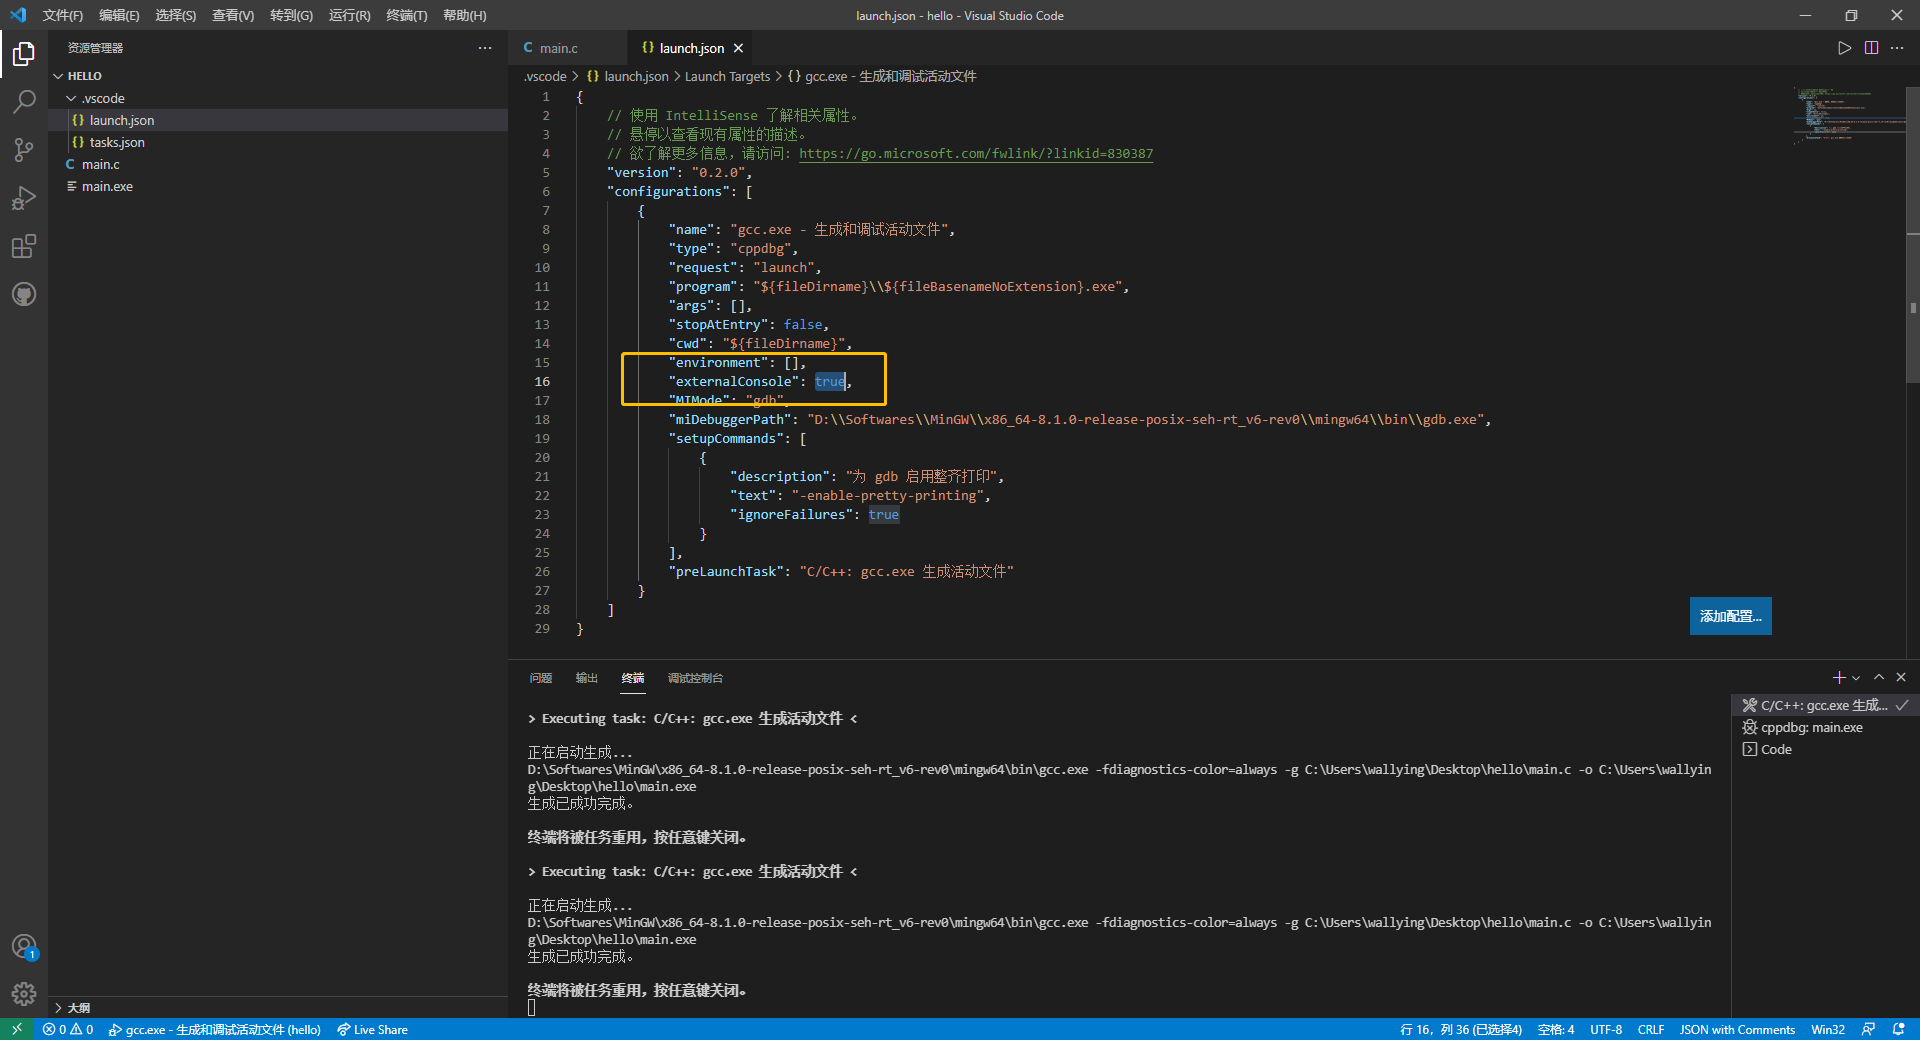 文件(F) 编辑(E) 选择(S) 查看(V) 转到(G) 运行(R) 终端(T) 帮助(H)
launch.json - hello - Visual Studio Code
资源管理器
HELLO
.vscode
{} launch.json
{} tasks.json
C main.c
main.exe
大纲
C main.c
{} launch.json
.vscode > {} launch.json > Launch Targets > {} gcc.exe - 生成和调试活动文件
1 {
2 // 使用 IntelliSense 了解相关属性。
3 // 悬停以查看现有属性的描述。
4 // 欲了解更多信息，请访问: https://go.microsoft.com/fwlink/?linkid=830387
5 "version": "0.2.0",
6 "configurations": [
7 {
8 "name": "gcc.exe - 生成和调试活动文件",
9 "type": "cppdbg",
10 "request": "launch",
11 "program": "${fileDirname}\\${fileBasenameNoExtension}.exe",
12 "args": [],
13 "stopAtEntry": false,
14 "cwd": "${fileDirname}",
15 "environment": [],
16 "externalConsole": true,
17 "MIMode": "gdb",
18 "miDebuggerPath": "D:\\Softwares\\MinGW\\x86_64-8.1.0-release-posix-seh-rt_v6-rev0\\mingw64\\bin\\gdb.exe",
19 "setupCommands": [
20 {
21 "description": "为 gdb 启用整齐打印",
22 "text": "-enable-pretty-printing",
23 "ignoreFailures": true
24 }
25 ],
26 "preLaunchTask": "C/C++: gcc.exe 生成活动文件"
27 }
28 ]
29 }
添加配置...
问题 输出 终端 调试控制台
> Executing task: C/C++: gcc.exe 生成活动文件 <
正在启动生成...
D:\Softwares\MinGW\x86_64-8.1.0-release-posix-seh-rt_v6-rev0\mingw64\bin\gcc.exe -fdiagnostics-color=always -g C:\Users\wallying\Desktop\hello\main.c -o C:\Users\wallyin
g\Desktop\hello\main.exe
生成已成功完成。
终端将被任务重用，按任意键关闭。
> Executing task: C/C++: gcc.exe 生成活动文件 <
正在启动生成...
D:\Softwares\MinGW\x86_64-8.1.0-release-posix-seh-rt_v6-rev0\mingw64\bin\gcc.exe -fdiagnostics-color=always -g C:\Users\wallying\Desktop\hello\main.c -o C:\Users\wallyin
g\Desktop\hello\main.exe
生成已成功完成。
终端将被任务重用，按任意键关闭。
C/C++: gcc.exe 生成...
cppdbg: main.exe
Code
1
0 0 gcc.exe - 生成和调试活动文件 (hello) Live Share
行 16，列 36 (已选择4) 空格: 4 UTF-8 CRLF JSON with Comments Win32